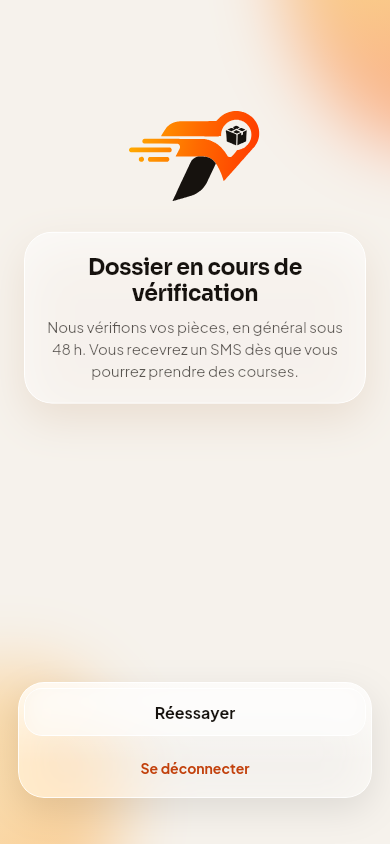 Dossier en cours de
vérification
Nous vérifions vos pièces, en général sous
48 h. Vous recevrez un SMS dès que vous
pourrez prendre des courses.
Réessayer
Se déconnecter